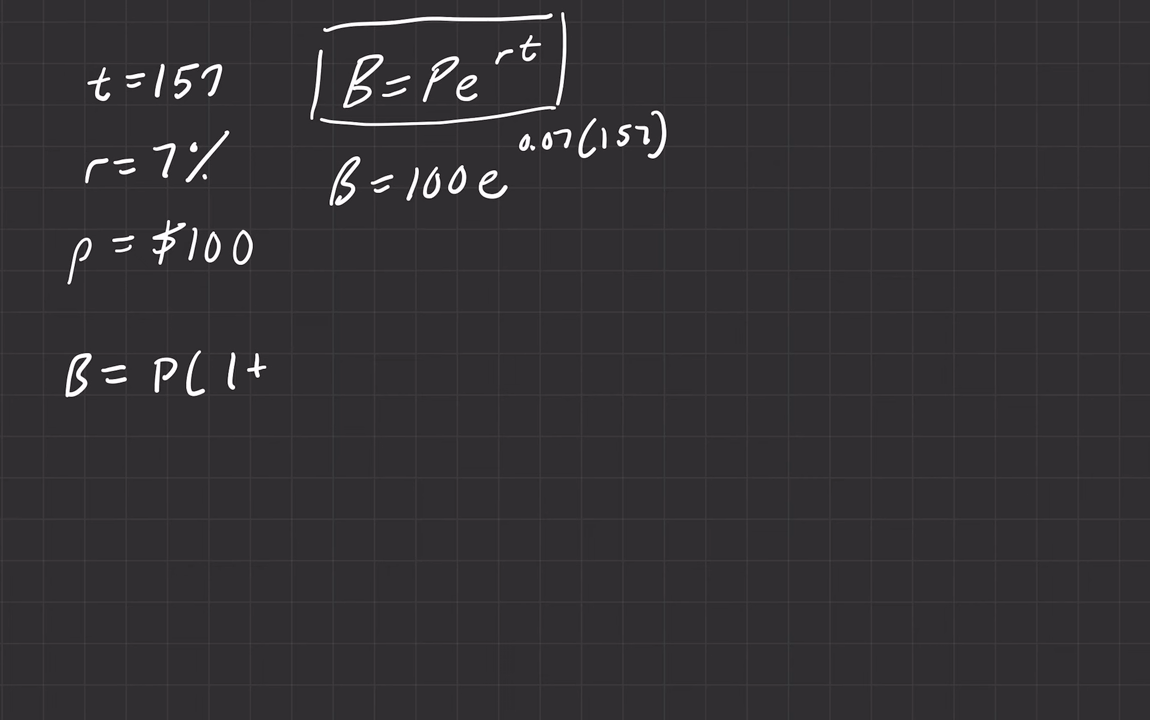 t = 157
r = 7%
p = $100
B = Pe^{rt}
B = 100e^{0.07(157)}
B = P( 1+